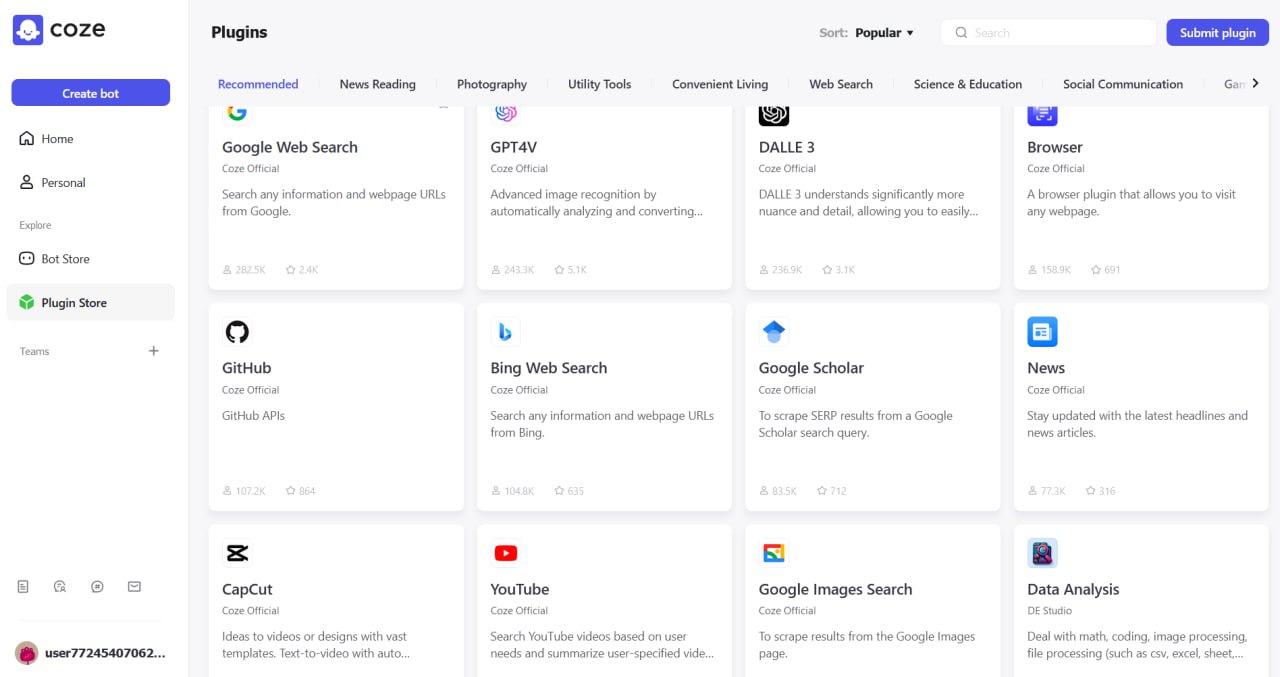 coze
Plugins
Sort: Popular
Search
Submit plugin
Create bot
Home
Personal
Explore
Bot Store
Plugin Store
Teams
user77245407062...
Recommended
News Reading
Photography
Utility Tools
Convenient Living
Web Search
Science & Education
Social Communication
Gam
Google Web Search
Coze Official
Search any information and webpage URLs
from Google.
282.5K 2.4K
GPT4V
Coze Official
Advanced image recognition by
automatically analyzing and converting...
243.3K 5.1K
DALLE 3
Coze Official
DALLE 3 understands significantly more
nuance and detail, allowing you to easily...
236.9K 3.1K
Browser
Coze Official
A browser plugin that allows you to visit
any webpage.
158.9K 691
GitHub
Coze Official
GitHub APIs
107.2K 864
Bing Web Search
Coze Official
Search any information and webpage URLs
from Bing.
104.8K 635
Google Scholar
Coze Official
To scrape SERP results from a Google
Scholar search query.
83.5K 712
News
Coze Official
Stay updated with the latest headlines and
news articles.
77.3K 316
CapCut
Coze Official
Ideas to videos or designs with vast
templates. Text-to-video with auto...
YouTube
Coze Official
Search YouTube videos based on user
needs and summarize user-specified vide...
Google Images Search
Coze Official
To scrape results from the Google Images
page.
Data Analysis
DE Studio
Deal with math, coding, image processing,
file processing (such as csv, excel, sheet,...